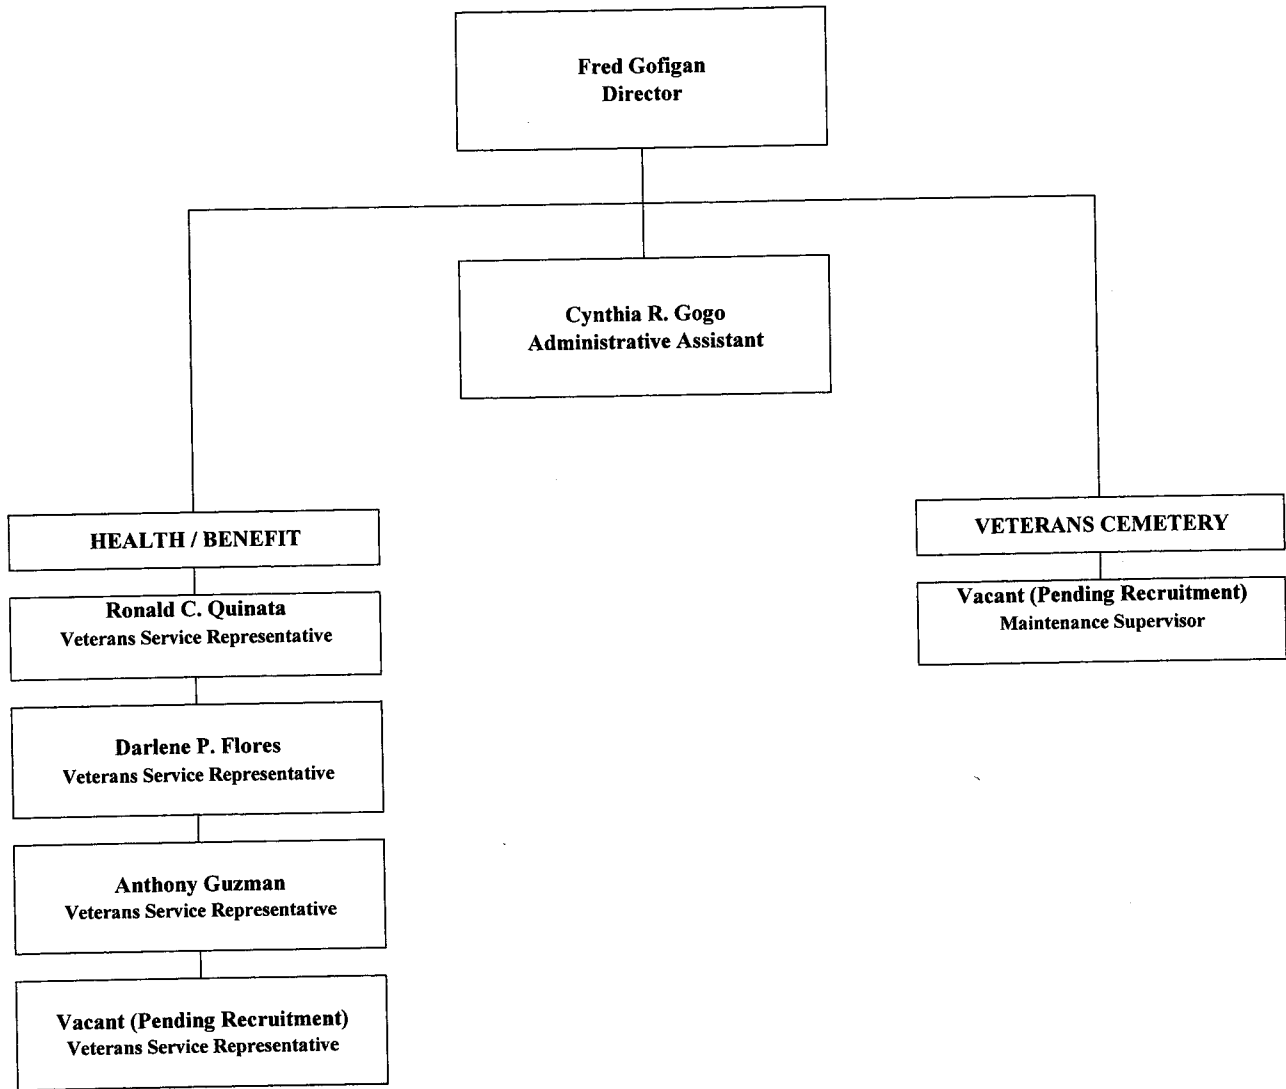 Fred Gofigan
Director
Cynthia R. Gogo
Administrative Assistant
HEALTH / BENEFIT
Ronald C. Quinata
Veterans Service Representative
Darlene P. Flores
Veterans Service Representative
Anthony Guzman
Veterans Service Representative
Vacant (Pending Recruitment)
Veterans Service Representative
VETERANS CEMETERY
Vacant (Pending Recruitment)
Maintenance Supervisor